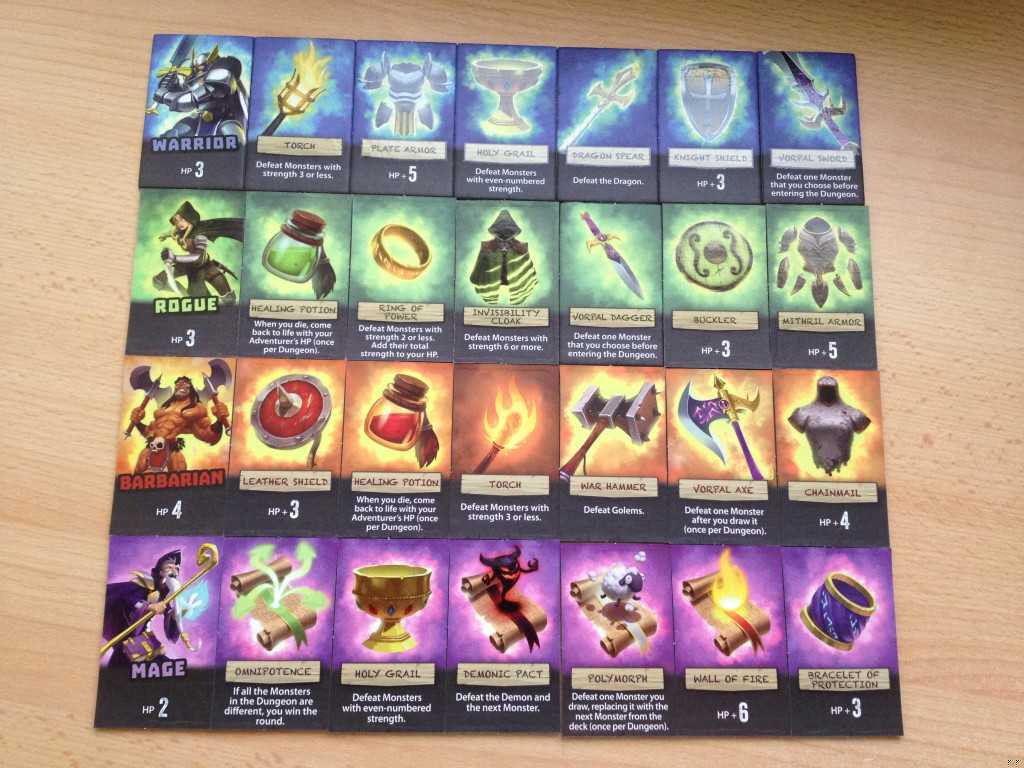 WARRIOR
HP 3
TORCH
Defeat Monsters with
strength 3 or less.
PLATE ARMOR
HP + 5
HOLY GRAIL
Defeat Monsters
with even-numbered
strength.
DRAGON SPEAR
Defeat the Dragon.
KNIGHT SHIELD
HP + 3
VORPAL SWORD
Defeat one Monster
that you choose before
entering the Dungeon.
ROGUE
HP 3
HEALING POTION
When you die, come
back to life with your
Adventurer's HP (once
per Dungeon).
RING OF
POWER
Defeat Monsters with
strength 2 or less.
Add their total
strength to your HP.
INVISIBILITY
CLOAK
Defeat Monsters with
strength 6 or more.
VORPAL DAGGER
Defeat one Monster
that you choose before
entering the Dungeon.
BUCKLER
HP + 3
MITHRIL ARMOR
HP + 5
BARBARIAN
HP 4
LEATHER SHIELD
HP + 3
HEALING POTION
When you die, come
back to life with your
Adventurer's HP (once
per Dungeon).
TORCH
Defeat Monsters with
strength 3 or less.
WAR HAMMER
Defeat Golems.
VORPAL AXE
Defeat one Monster
after you draw it
(once per Dungeon).
CHAINMAIL
HP + 4
MAGE
HP 2
OMNIPOTENCE
If all the Monsters
in the Dungeon are
different, you win the
round.
HOLY GRAIL
Defeat Monsters
with even-numbered
strength.
DEMONIC PACT
Defeat the Demon and
the next Monster.
POLYMORPH
Defeat one Monster you
draw, replacing it with the
next Monster from the
deck (once per Dungeon).
WALL OF FIRE
HP + 6
BRACELET OF
PROTECTION
HP + 3